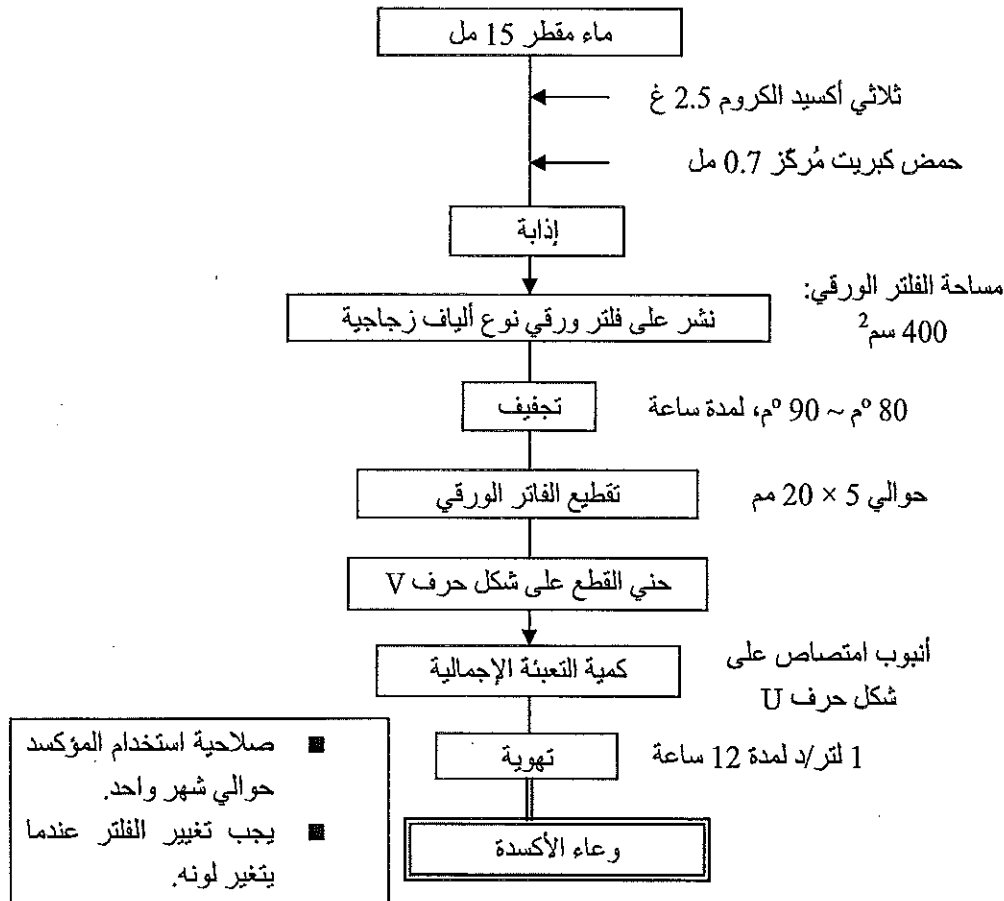 ماء مقطر 15 مل
ثلاثي أكسيد الكروم 2.5 غ
حمض كبريت مُركّز 0.7 مل
إذابة
مساحة الفلتر الورقي:
400 سم²
نشر على فلتر ورقي نوع ألياف زجاجية
تجفيف
80 °م ~ 90 °م، لمدة ساعة
تقطيع الفاتر الورقي
حوالي 5 × 20 مم
حني القطع على شكل حرف V
كمية التعبئة الإجمالية
أنبوب امتصاص على
شكل حرف U
تهوية
1 لتر/د لمدة 12 ساعة
وعاء الأكسدة
■ صلاحية استخدام المؤكسد
حوالي شهر واحد.
■ يجب تغيير الفلتر عندما
يتغير لونه.